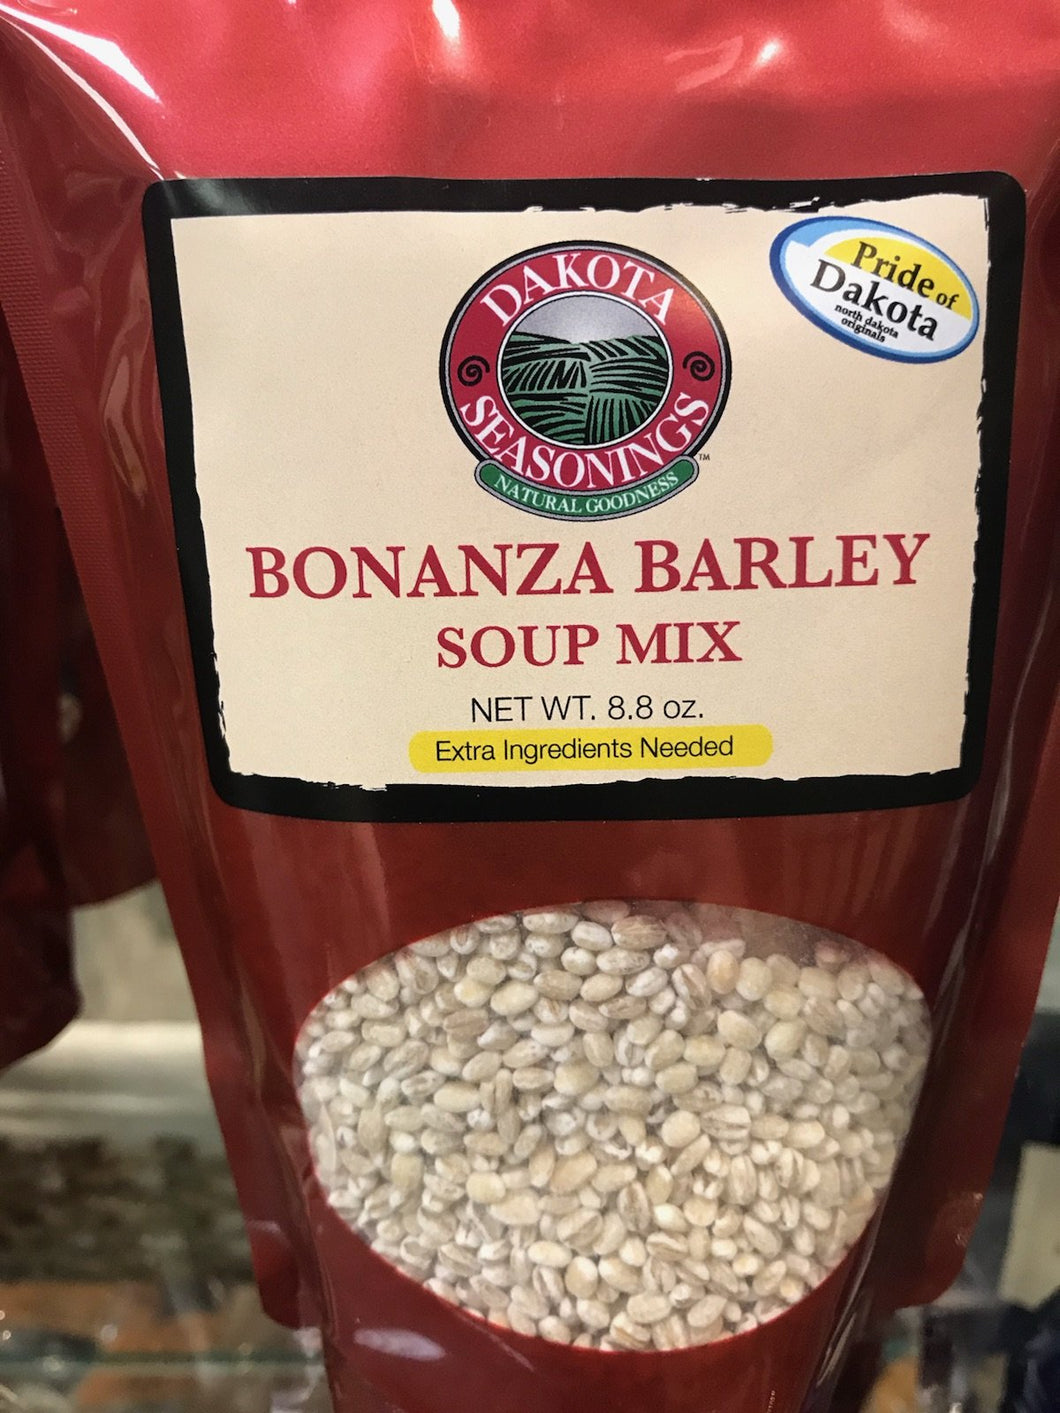 DAKOTA
SEASONINGS
TM
NATURAL GOODNESS
Pride of
Dakota
north dakota
originals
BONANZA BARLEY
SOUP MIX
NET WT. 8.8 oz.
Extra Ingredients Needed